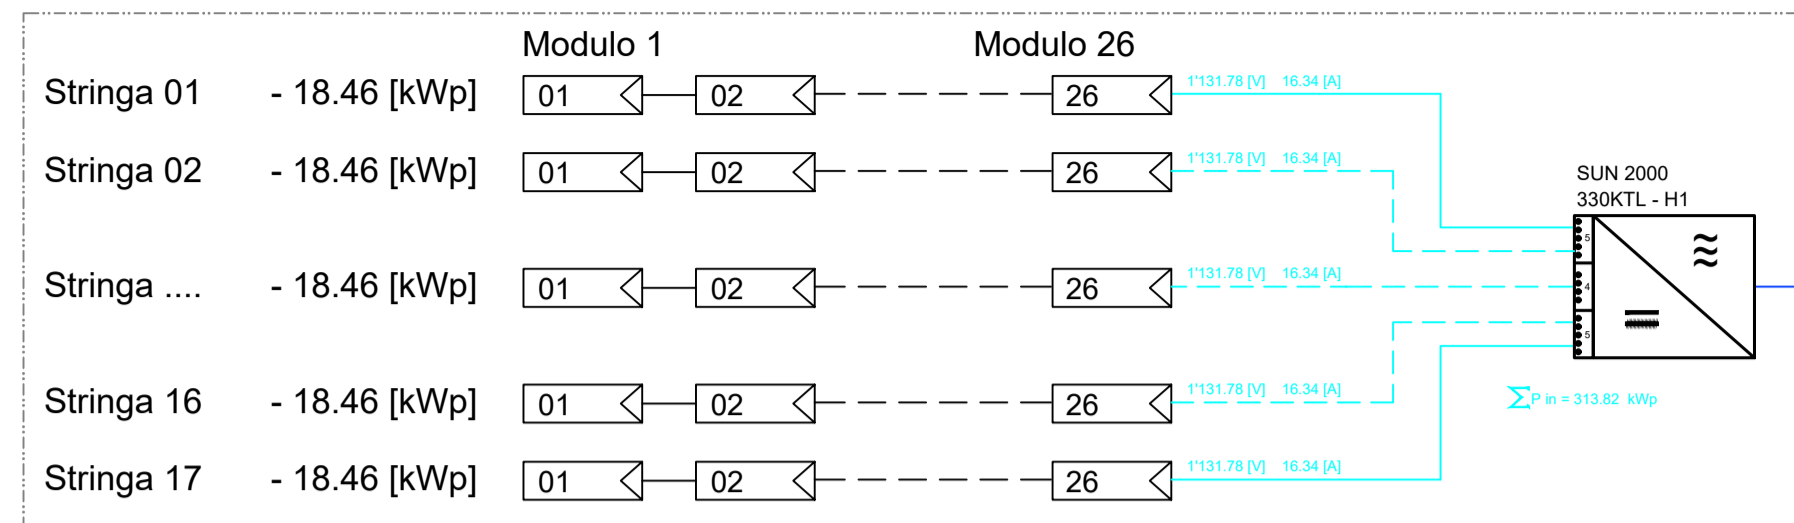 Modulo 1 Modulo 26
Stringa 01 - 18.46 [kWp] 01 02 26 1'131.78 [V] 16.34 [A]
Stringa 02 - 18.46 [kWp] 01 02 26 1'131.78 [V] 16.34 [A]
SUN 2000
330KTL - H1
5
Stringa .... - 18.46 [kWp] 01 02 26 1'131.78 [V] 16.34 [A]
4
5
Stringa 16 - 18.46 [kWp] 01 02 26 1'131.78 [V] 16.34 [A]
∑P in = 313.82 kWp
Stringa 17 - 18.46 [kWp] 01 02 26 1'131.78 [V] 16.34 [A]